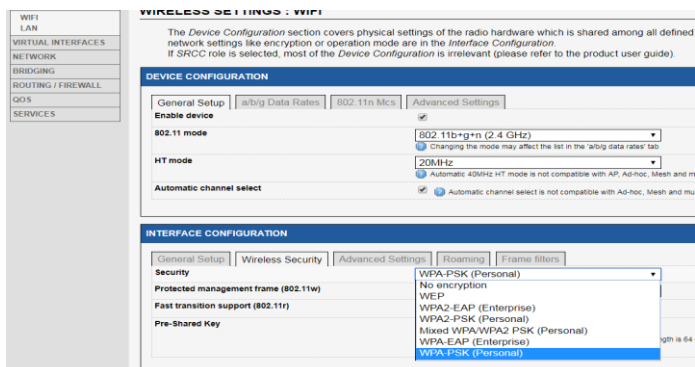 WIFI
LAN
VIRTUAL INTERFACES
NETWORK
BRIDGING
ROUTING / FIREWALL
QOS
SERVICES
WIRELESS SETTINGS : WIFI
The Device Configuration section covers physical settings of the radio hardware which is shared among all defined
network settings like encryption or operation mode are in the Interface Configuration.
If SRCC role is selected, most of the Device Configuration is irrelevant (please refer to the product user guide).
DEVICE CONFIGURATION
General Setup a/b/g Data Rates 802.11n Mcs Advanced Settings
Enable device
802.11 mode 802.11b+g+n (2.4 GHz)
Changing the mode may affect the list in the 'a/b/g data rates' tab
HT mode 20MHz
Automatic 40MHz HT mode is not compatible with AP, Ad-hoc, Mesh and m
Automatic channel select Automatic channel select is not compatible with Ad-hoc, Mesh and mu
INTERFACE CONFIGURATION
General Setup Wireless Security Advanced Settings Roaming Frame filters
Security WPA-PSK (Personal)
Protected management frame (802.11w)
Fast transition support (802.11r)
Pre-Shared Key
No encryption
WEP
WPA2-EAP (Enterprise)
WPA2-PSK (Personal)
Mixed WPA/WPA2 PSK (Personal)
WPA-EAP (Enterprise)
WPA-PSK (Personal)
is 64